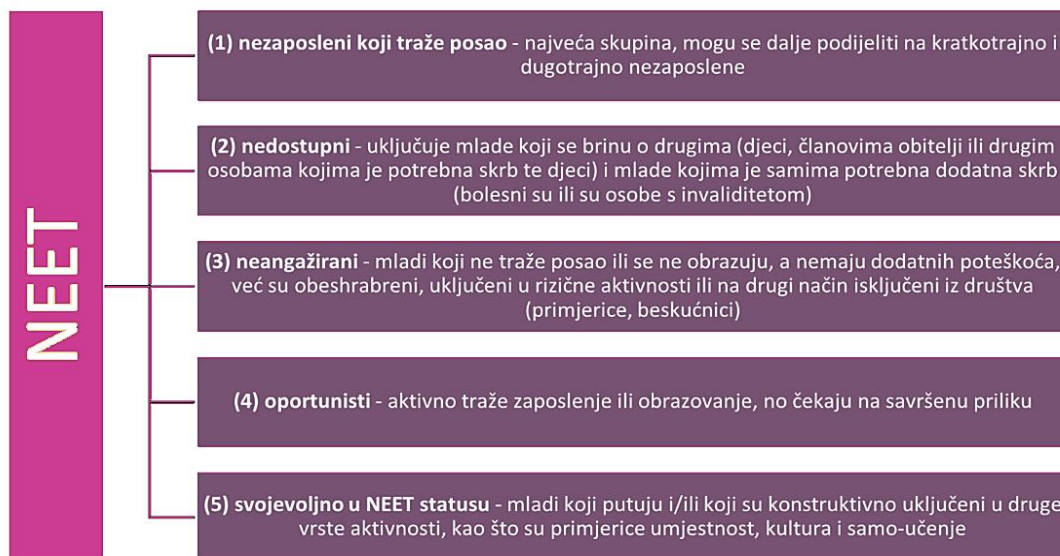 NEET
(1) nezaposleni koji traže posao - najveća skupina, mogu se dalje podijeliti na kratkotrajno i
dugotrajno nezaposlene
(2) nedostupni - uključuje mlade koji se brinu o drugima (djeci, članovima obitelji ili drugim
osobama kojima je potrebna skrb te djeci) i mlade kojima je samima potrebna dodatna skrb
(bolesni su ili su osobe s invaliditetom)
(3) neangažirani - mladi koji ne traže posao ili se ne obrazuju, a nemaju dodatnih poteškoća,
već su obeshrabreni, uključeni u rizične aktivnosti ili na drugi način isključeni iz društva
(primjerice, beskućnici)
(4) oportunisti - aktivno traže zaposlenje ili obrazovanje, no čekaju na savršenu priliku
(5) svojevoljno u NEET statusu - mladi koji putuju i/ili koji su konstruktivno uključeni u druge
vrste aktivnosti, kao što su primjerice umjestnost, kultura i samo-učenje